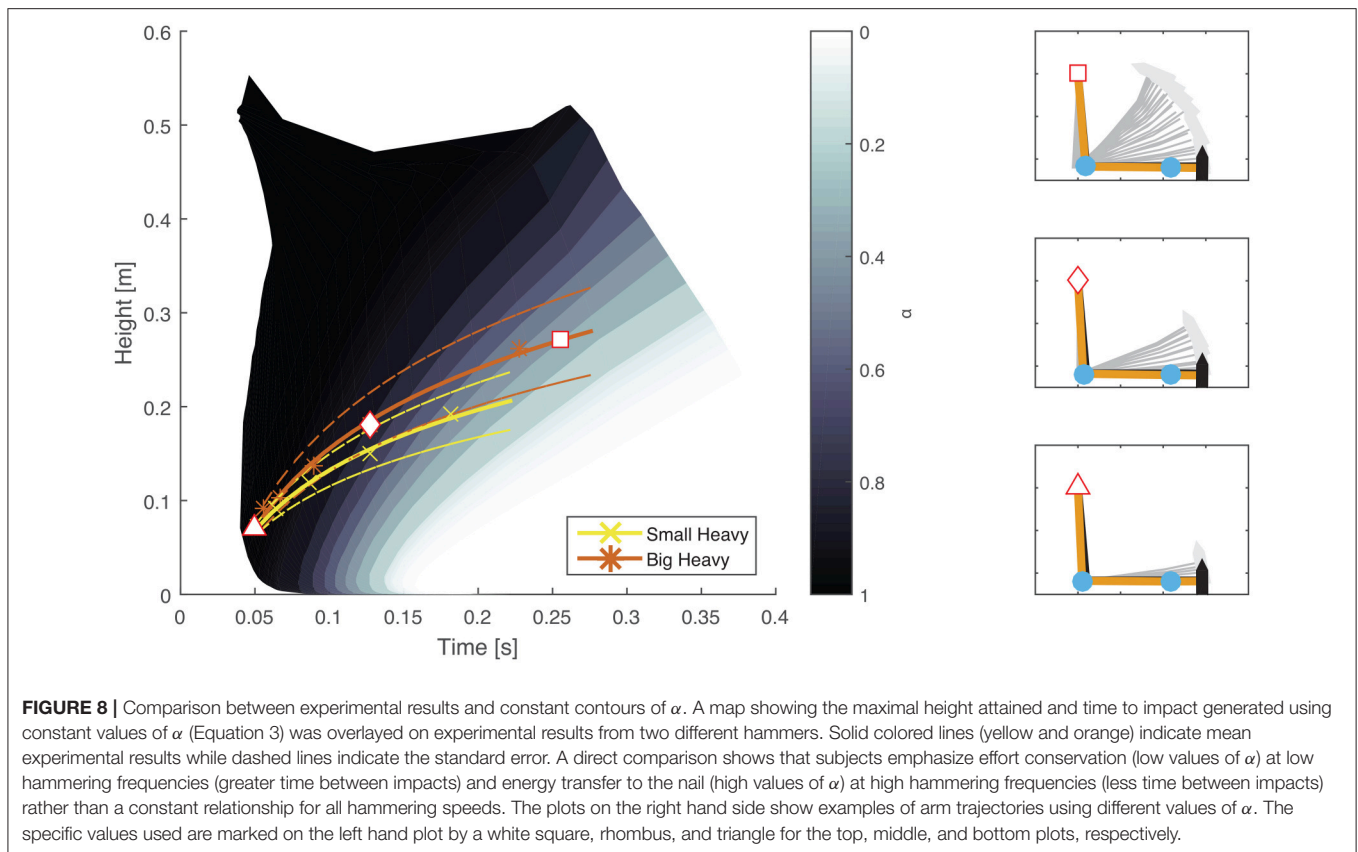 0.6
0.5
0.4
0.3
0.2
0.1
0
Height [m]
0
0.05
0.1
0.15
0.2
0.25
0.3
0.35
0.4
Time [s]
Small Heavy
Big Heavy
0
0.2
0.4
0.6
0.8
1
α
FIGURE 8 | Comparison between experimental results and constant contours of α. A map showing the maximal height attained and time to impact generated using
constant values of α (Equation 3) was overlayed on experimental results from two different hammers. Solid colored lines (yellow and orange) indicate mean
experimental results while dashed lines indicate the standard error. A direct comparison shows that subjects emphasize effort conservation (low values of α) at low
hammering frequencies (greater time between impacts) and energy transfer to the nail (high values of α) at high hammering frequencies (less time between impacts)
rather than a constant relationship for all hammering speeds. The plots on the right hand side show examples of arm trajectories using different values of α. The
specific values used are marked on the left hand plot by a white square, rhombus, and triangle for the top, middle, and bottom plots, respectively.